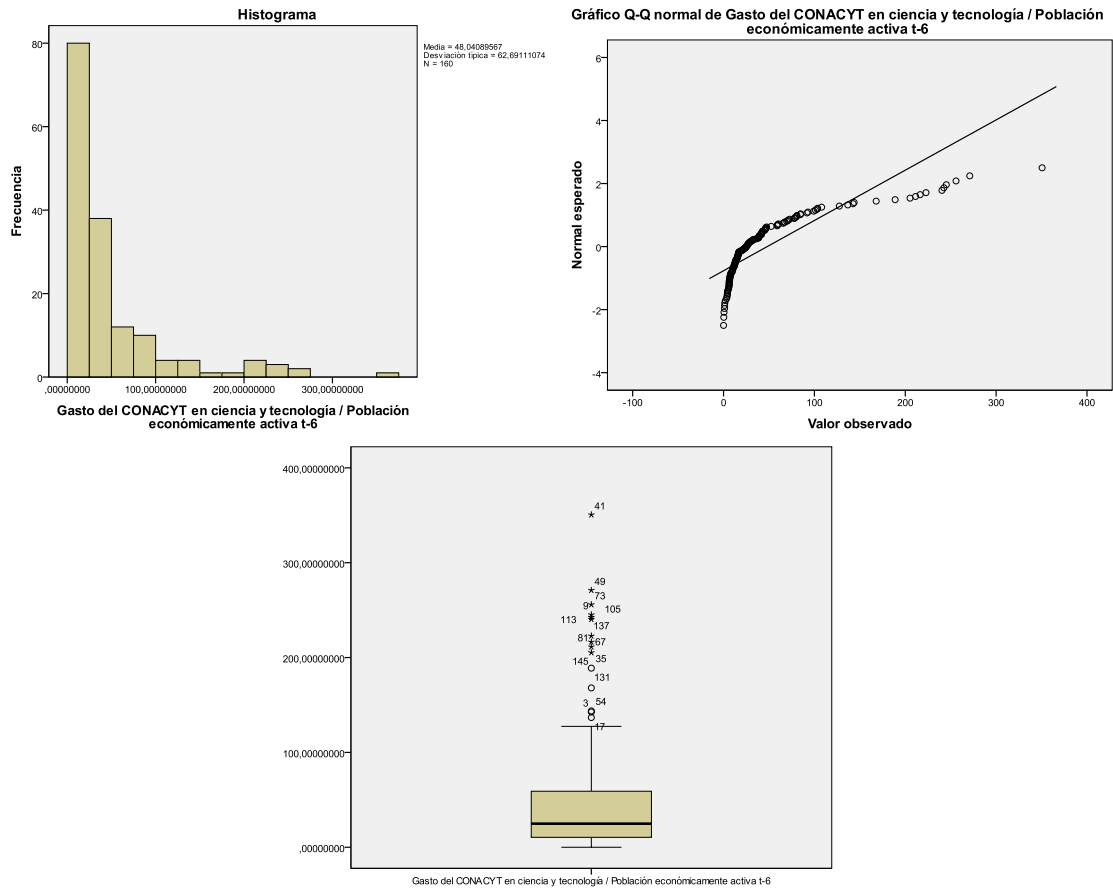 Histograma
Media = 48,04089567
Desviación típica = 62,69111074
N = 160
80
60
40
20
0
Frecuencia
,00000000 100,00000000 200,00000000 300,00000000
Gasto del CONACYT en ciencia y tecnología / Población
económicamente activa t-6
Gráfico Q-Q normal de Gasto del CONACYT en ciencia y tecnología / Población
económicamente activa t-6
6
4
2
0
-2
-4
Normal esperado
-100 0 100 200 300 400
Valor observado
400,00000000
300,00000000
200,00000000
100,00000000
,00000000
41
49
73
9
105
113
137
81
67
145
35
131
3
54
17
Gasto del CONACYT en ciencia y tecnología / Población económicamente activa t-6